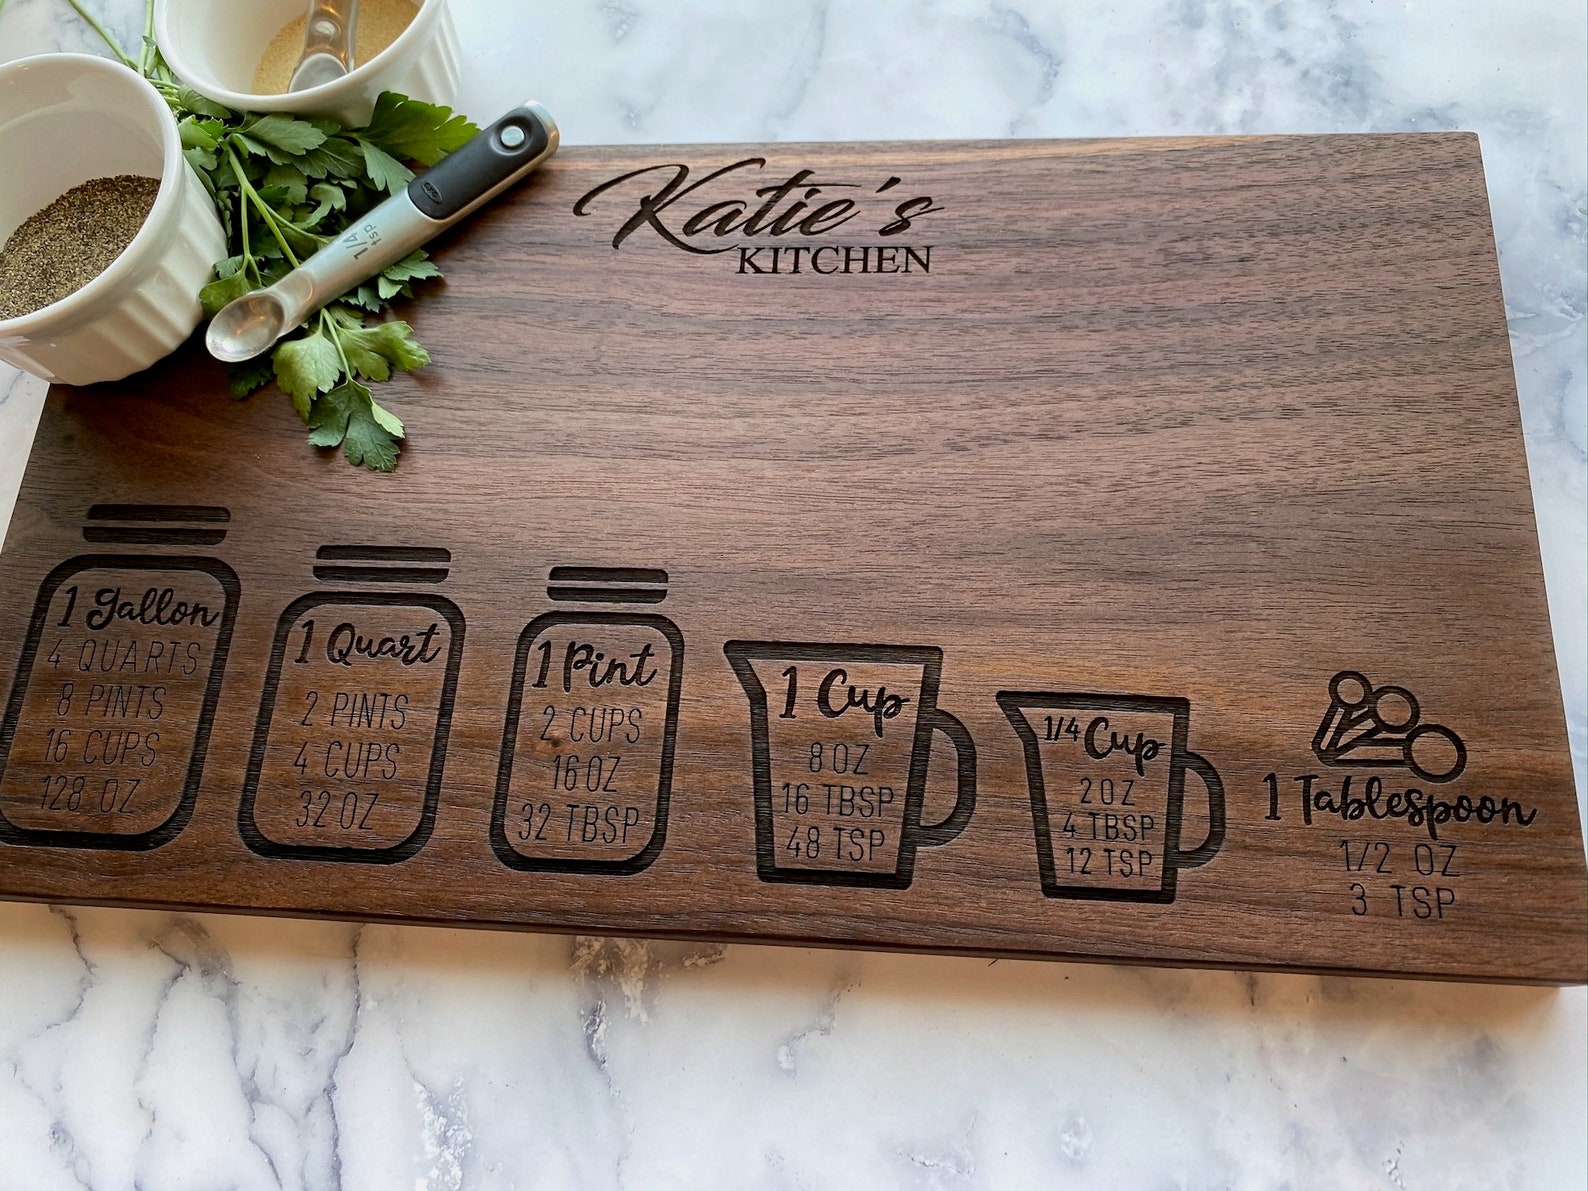 Katie's
KITCHEN
1/4
tsp
OXO
1 Gallon
4 QUARTS
8 PINTS
16 CUPS
128 OZ
1 Quart
2 PINTS
4 CUPS
32 OZ
1 Pint
2 CUPS
16 OZ
32 TBSP
1 Cup
8 OZ
16 TBSP
48 TSP
1/4 Cup
2 OZ
4 TBSP
12 TSP
1 Tablespoon
1/2 OZ
3 TSP